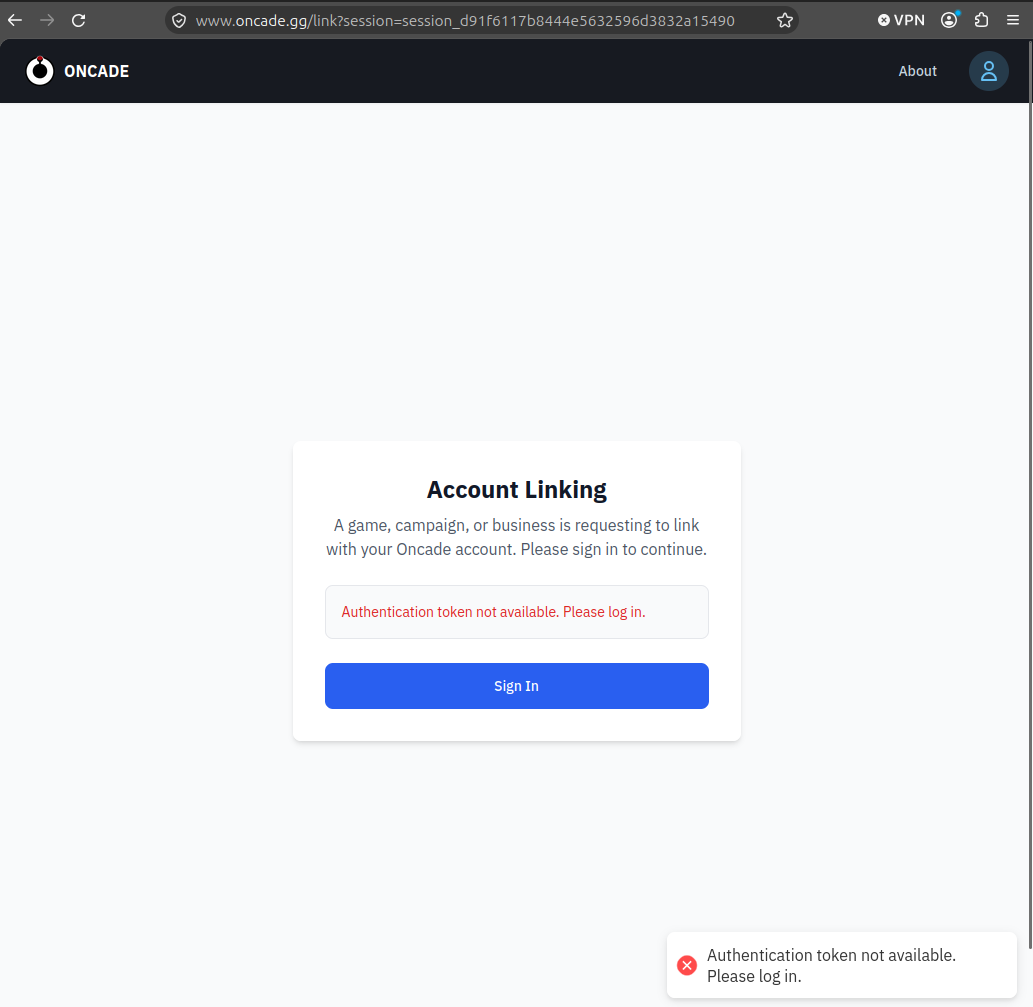 www.oncade.gg/link?session=session_d91f6117b8444e5632596d3832a15490
VPN
ONCADE
About
Account Linking
A game, campaign, or business is requesting to link
with your Oncade account. Please sign in to continue.
Authentication token not available. Please log in.
Sign In
Authentication token not available.
Please log in.